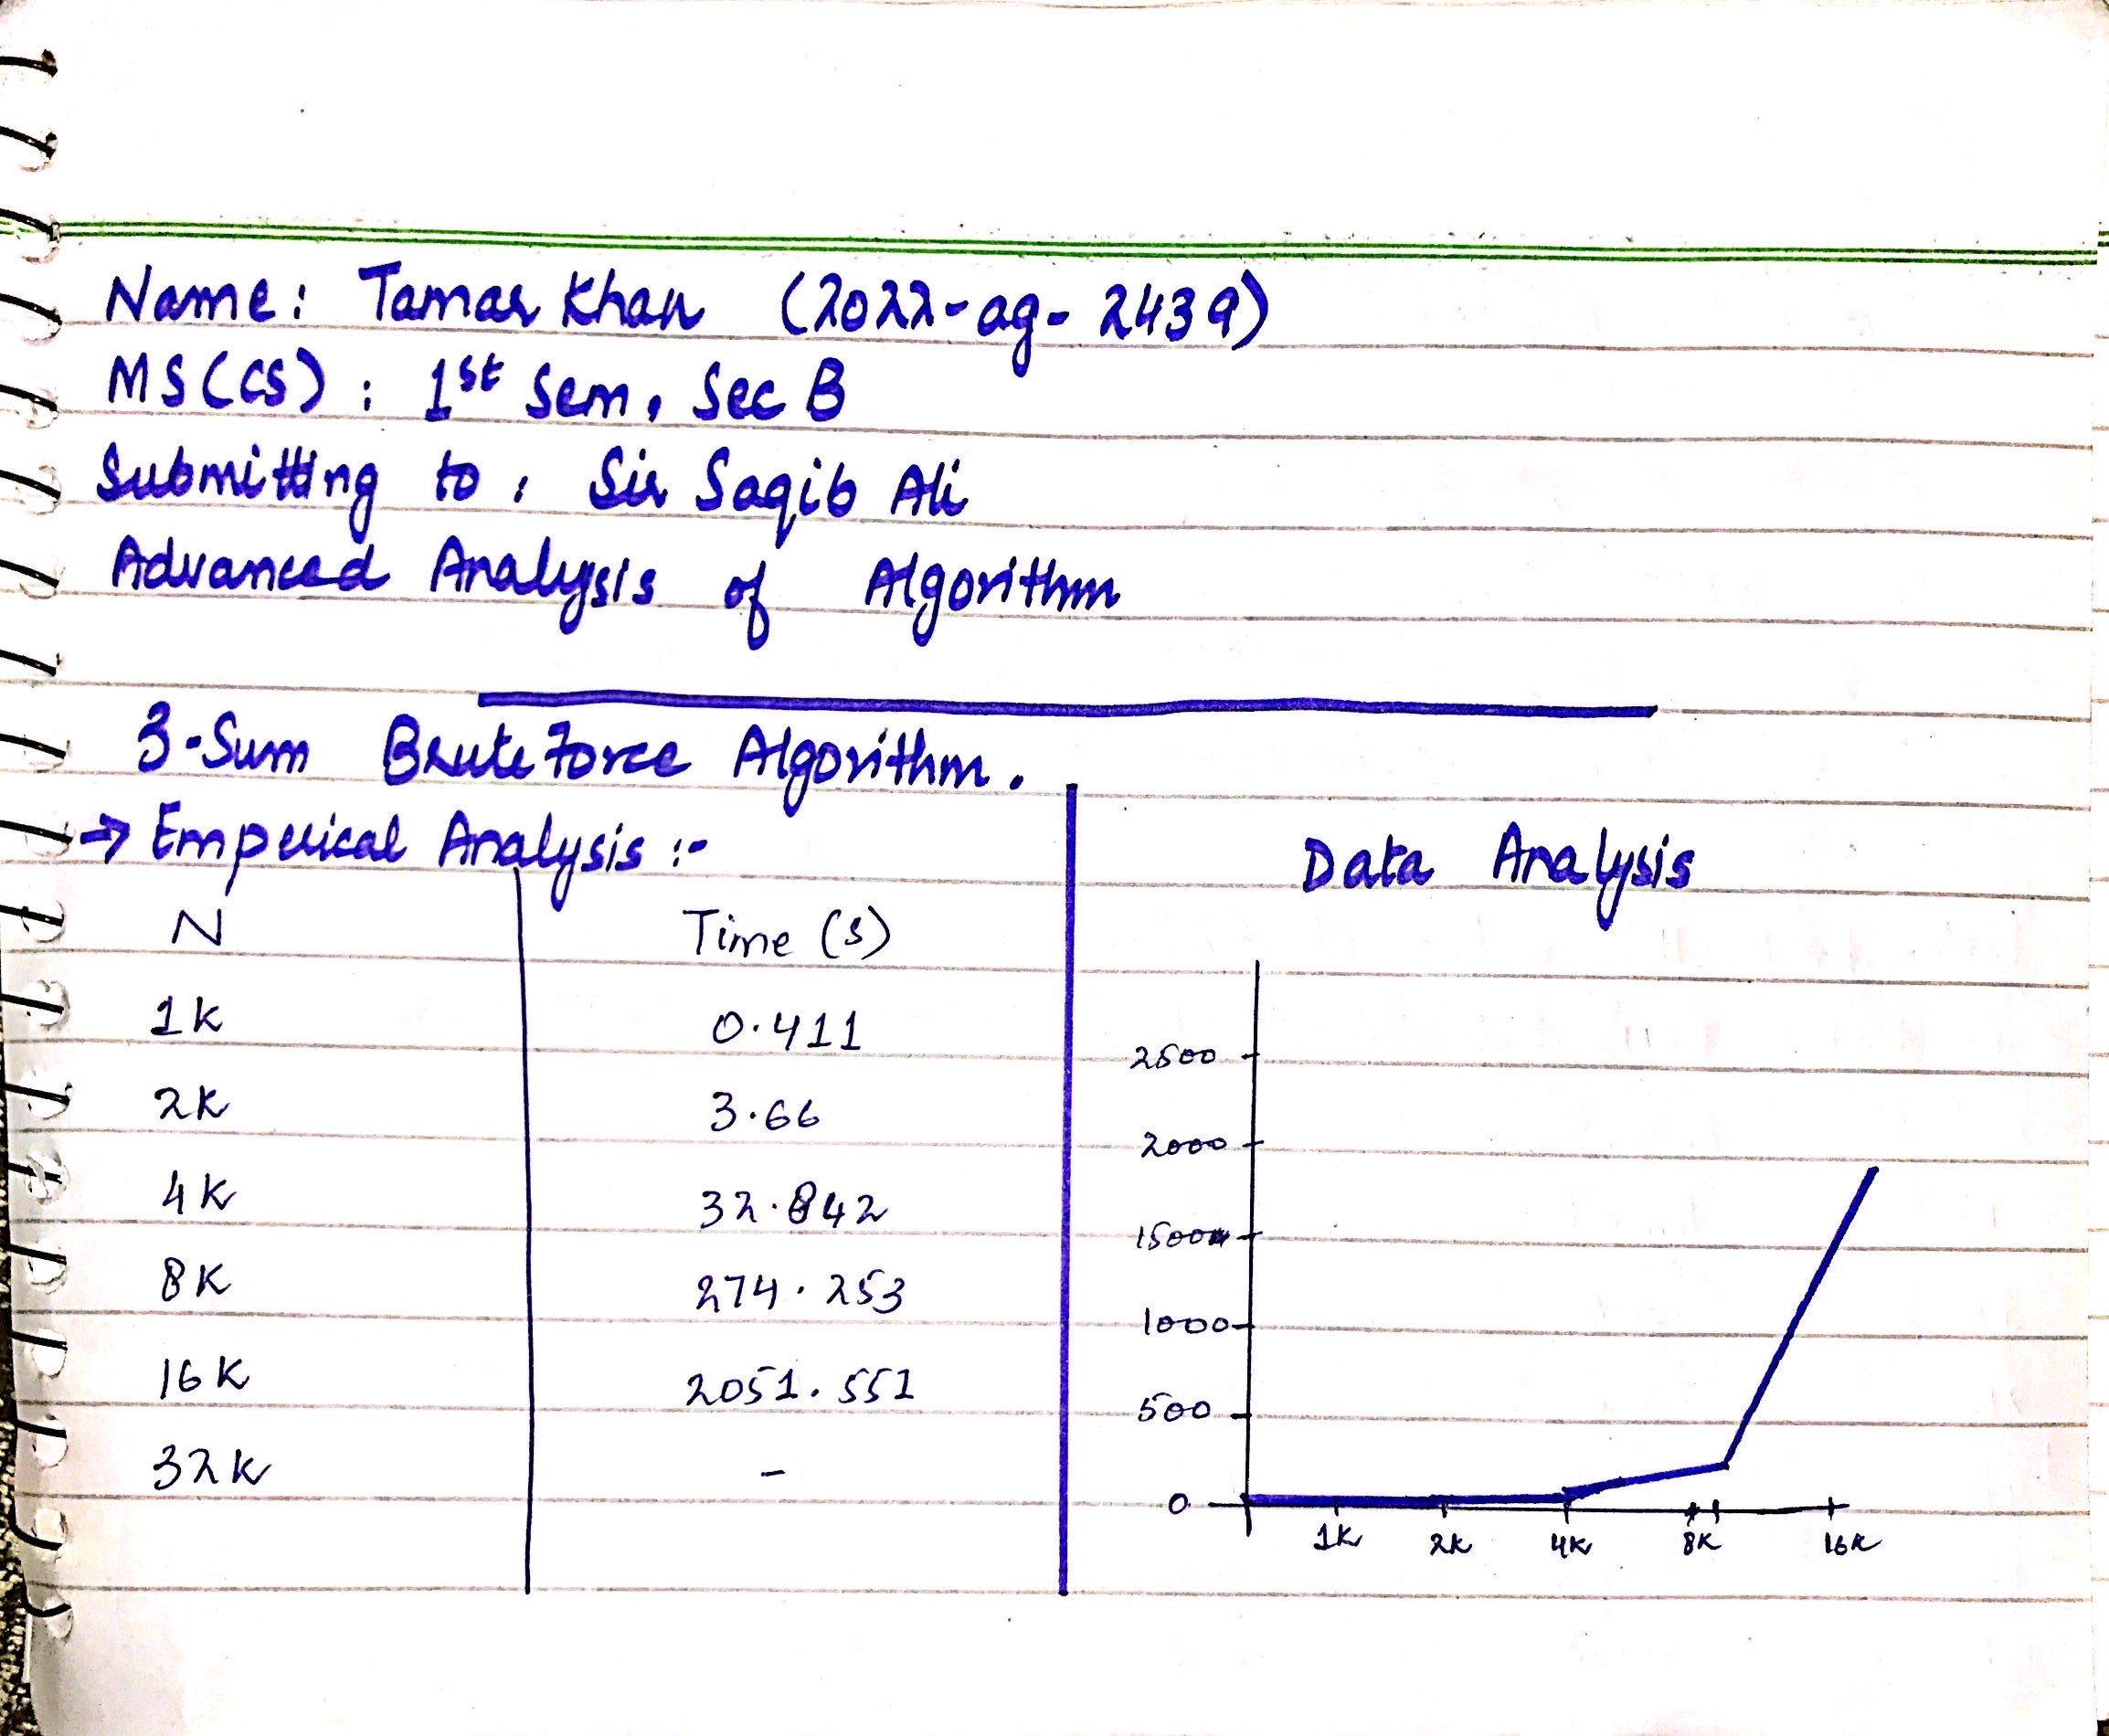 Name: Tamar Khan (2022-ag-2439)
MS(CS): 1st Sem, Sec B
Submitting to: Sir Saqib Ali
Advanced Analysis of Algorithm
3-Sum Brute Force Algorithm.
→ Emperical Analysis :-
N Time (s)
1K 0.411
2K 3.66
4K 32.842
8K 274.253
16K 2051.551
32K -
Data Analysis
2500
2000
1500
1000
500
0
1K 2K 4K 8K 16K